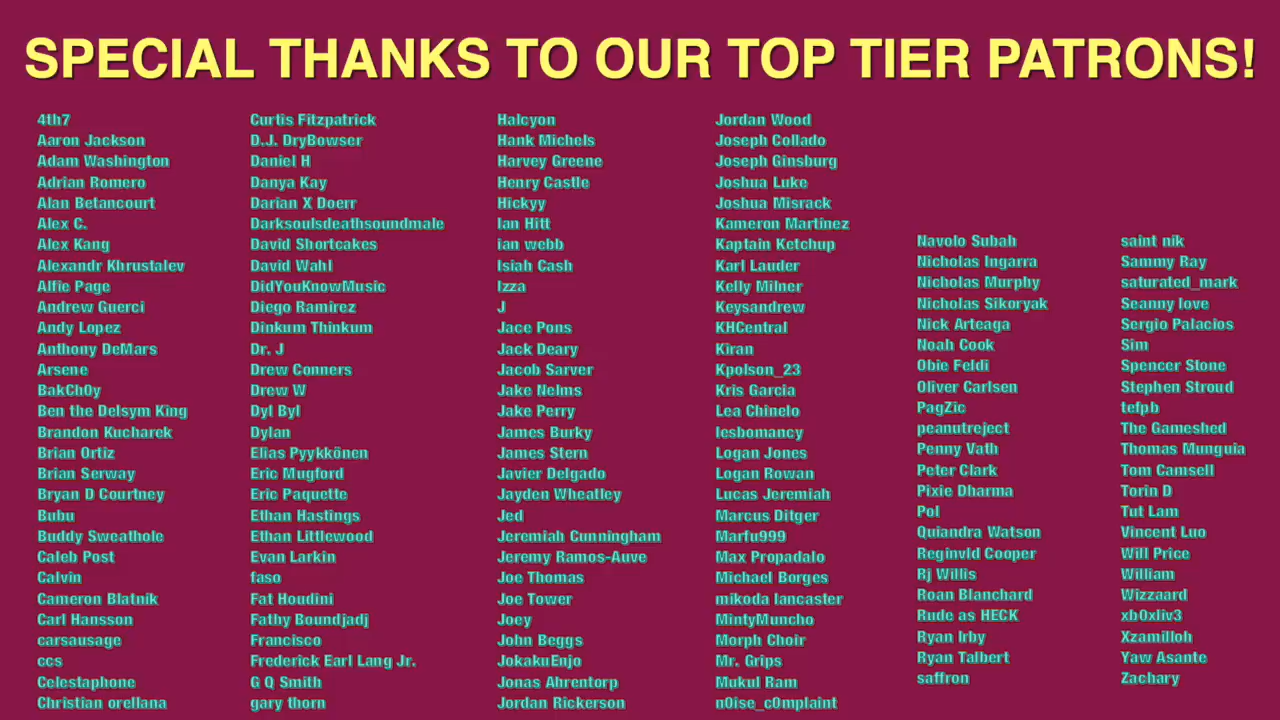 SPECIAL THANKS TO OUR TOP TIER PATRONS!
4th7
Aaron Jackson
Adam Washington
Adrian Romero
Alan Betancourt
Alex C.
Alex Kang
Alexandr Khrustalev
Alfie Page
Andrew Guerci
Andy Lopez
Anthony DeMars
Arsene
BakCh0y
Ben the Delsym King
Brandon Kucharek
Brian Ortiz
Brian Serway
Bryan D Courtney
Bubu
Buddy Sweathole
Caleb Post
Calvin
Cameron Blatnik
Carl Hansson
carsausage
ccs
Celestaphone
Christian orellana
Curtis Fitzpatrick
D.J. DryBowser
Daniel H
Danya Kay
Darian X Doerr
Darksoulsdeathsoundmale
David Shortcakes
David Wahl
DidYouKnowMusic
Diego Ramirez
Dinkum Thinkum
Dr. J
Drew Conners
Drew W
Dyl Byl
Dylan
Elias Pyykkönen
Eric Mugford
Eric Paquette
Ethan Hastings
Ethan Littlewood
Evan Larkin
faso
Fat Houdini
Fathy Boundjadj
Francisco
Frederick Earl Lang Jr.
G Q Smith
gary thorn
Halcyon
Hank Michels
Harvey Greene
Henry Castle
Hickyy
Ian Hitt
ian webb
Isiah Cash
Izza
J
Jace Pons
Jack Deary
Jacob Sarver
Jake Nelms
Jake Perry
James Burky
James Stern
Javier Delgado
Jayden Wheatley
Jed
Jeremiah Cunningham
Jeremy Ramos-Auve
Joe Thomas
Joe Tower
Joey
John Beggs
JokakuEnjo
Jonas Ahrentorp
Jordan Rickerson
Jordan Wood
Joseph Collado
Joseph Ginsburg
Joshua Luke
Joshua Misrack
Kameron Martinez
Kaptain Ketchup
Karl Lauder
Kelly Milner
Keysandrew
KHCentral
Kiran
Kpolson_23
Kris Garcia
Lea Chinelo
lesbomancy
Logan Jones
Logan Rowan
Lucas Jeremiah
Marcus Ditger
Marfu999
Max Propadalo
Michael Borges
mikoda lancaster
MintyMuncho
Morph Choir
Mr. Grips
Mukul Ram
n0ise_c0mplaint
Navolo Subah
Nicholas Ingarra
Nicholas Murphy
Nicholas Sikoryak
Nick Arteaga
Noah Cook
Obie Feldi
Oliver Carlsen
PagZic
peanutreject
Penny Vath
Peter Clark
Pixie Dharma
Pol
Quiandra Watson
Reginvld Cooper
Rj Willis
Roan Blanchard
Rude as HECK
Ryan Irby
Ryan Talbert
saffron
saint nik
Sammy Ray
saturated_mark
Seanny love
Sergio Palacios
Sim
Spencer Stone
Stephen Stroud
tefpb
The Gameshed
Thomas Munguia
Tom Camsell
Torin D
Tut Lam
Vincent Luo
Will Price
William
Wizzaard
xb0xliv3
Xzamilloh
Yaw Asante
Zachary